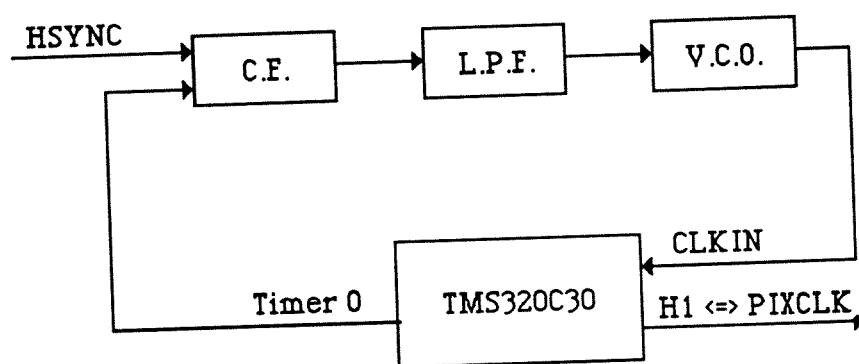 HSYNC
C.F.
L.P.F.
V.C.O.
CLKIN
Timer 0
TMS320C30
H1 <=> PIXCLK